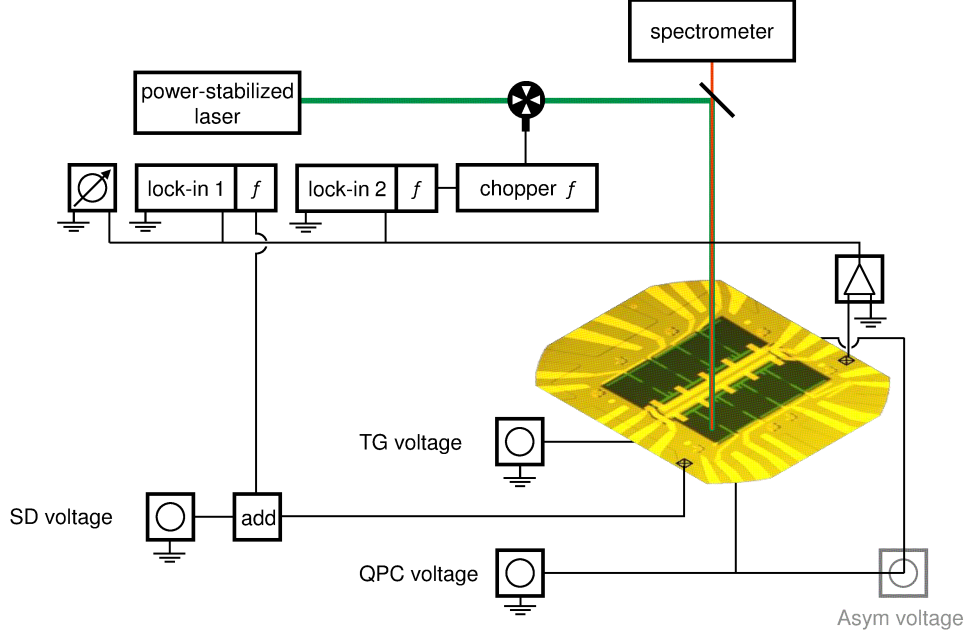 spectrometer
power-stabilized
laser
lock-in 1 f
lock-in 2 f
chopper f
TG voltage
SD voltage
add
QPC voltage
Asym voltage